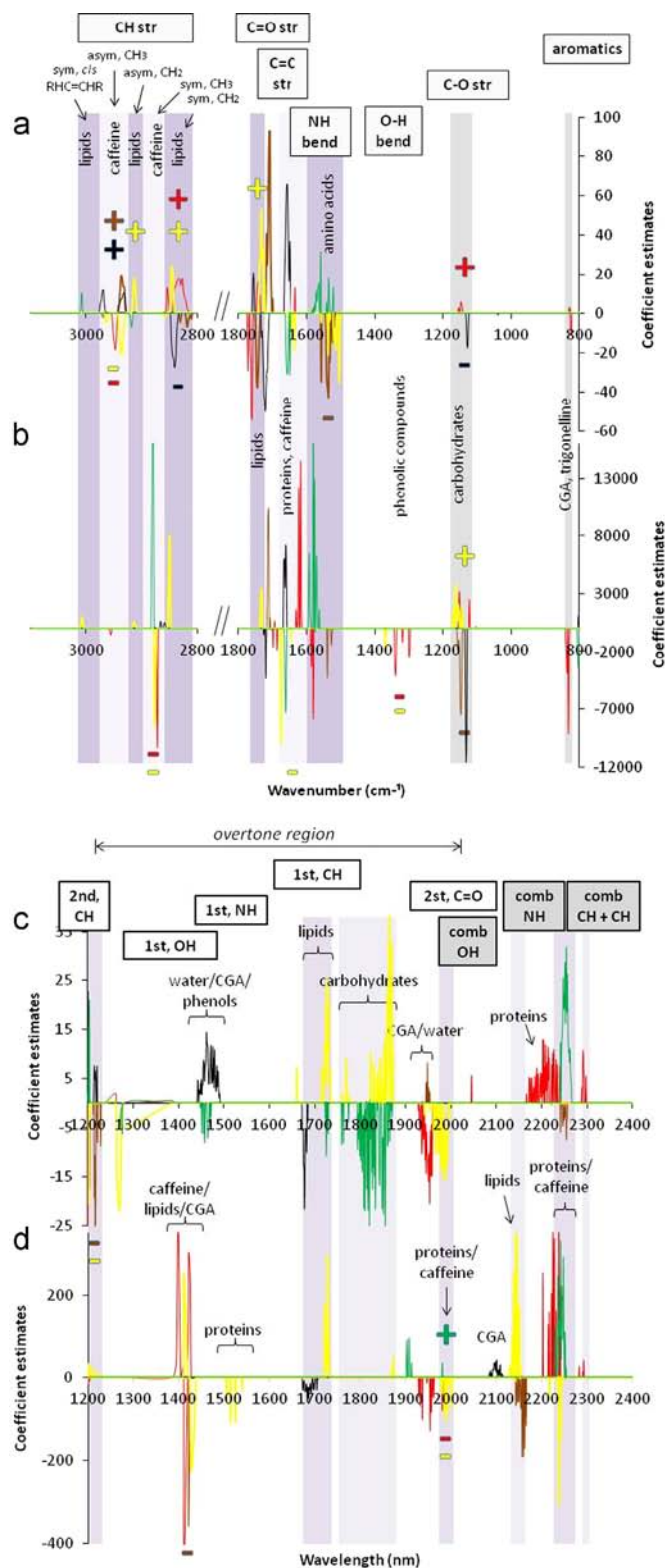 CH str
C=O str
asym, CH3
sym, cis
asym, CH2
C=C
str
aromatics
RHC=CHR
sym, CH3
sym, CH2
C-O str
NH
bend
O-H
bend
a
lipids
caffeine
lipids
caffeine
lipids
amino acids
100
80
60
40
20
0
-20
-40
-60
Coefficient estimates
3000
2800
//
1800
1600
1400
1200
1000
800
b
lipids
proteins, caffeine
phenolic compounds
carbohydrates
CGA, trigonelline
13000
8000
3000
-2000
-7000
-12000
Coefficient estimates
3000
2800
//
1800
1600
1400
1200
1000
800
Wavenumber (cm-1)
overtone region
2nd,
CH
1st, OH
1st, NH
1st, CH
2st, C=O
comb
OH
comb
NH
comb
CH + CH
c
35
25
15
5
-5
-15
-25
Coefficient estimates
water/CGA/
phenols
lipids
carbohydrates
CGA/water
proteins
1200
1300
1400
1500
1600
1700
1800
1900
2000
2100
2200
2300
2400
d
caffeine/
lipids/CGA
proteins
proteins/
caffeine
CGA
lipids
proteins/
caffeine
200
0
-200
-400
Coefficient estimates
1200
1300
1400
1500
1600
1700
1800
1900
2000
2100
2200
2300
2400
Wavelength (nm)